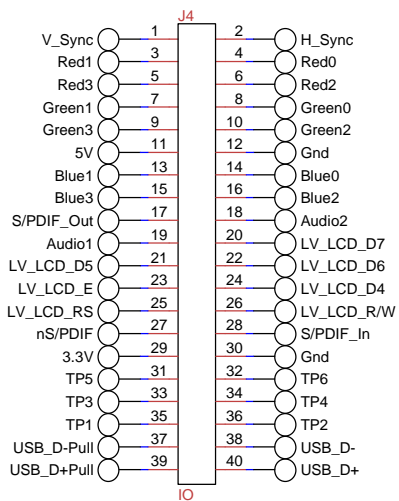 J4
V_Sync 1 2 H_Sync
Red1 3 4 Red0
Red3 5 6 Red2
Green1 7 8 Green0
Green3 9 10 Green2
5V 11 12 Gnd
Blue1 13 14 Blue0
Blue3 15 16 Blue2
S/PDIF_Out 17 18 Audio2
Audio1 19 20 LV_LCD_D7
LV_LCD_D5 21 22 LV_LCD_D6
LV_LCD_E 23 24 LV_LCD_D4
LV_LCD_RS 25 26 LV_LCD_R/W
nS/PDIF 27 28 S/PDIF_In
3.3V 29 30 Gnd
TP5 31 32 TP6
TP3 33 34 TP4
TP1 35 36 TP2
USB_D-Pull 37 38 USB_D-
USB_D+Pull 39 40 USB_D+
IO